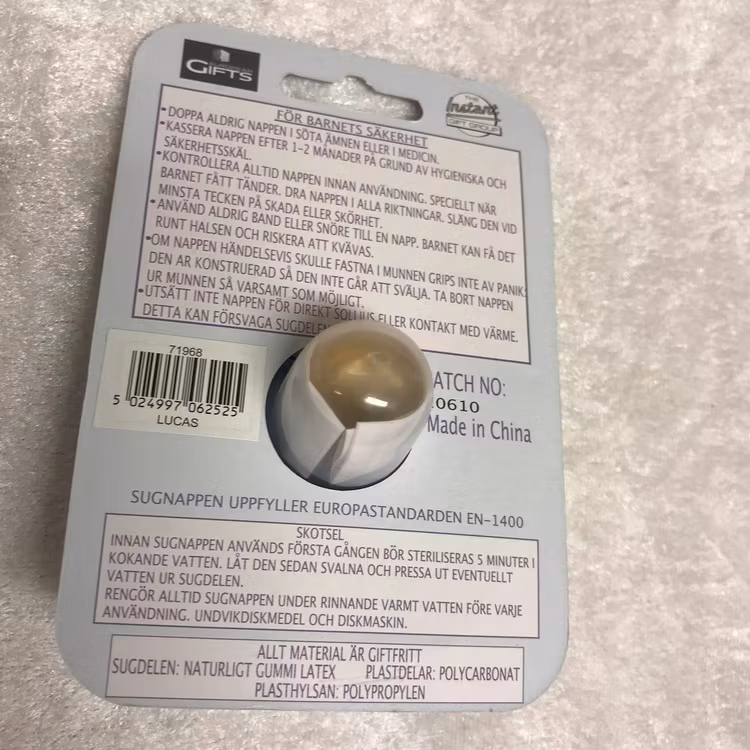 GIFTS
THE
Instant
GIFT GROUP
FÖR BARNETS SÄKERHET
•DOPPA ALDRIG NAPPEN I SÖTA ÄMNEN ELLER I MEDICIN.
•KASSERA NAPPEN EFTER 1-2 MÅNADER PÅ GRUND AV HYGIENISKA OCH
SÄKERHETSSKÄL.
•KONTROLLERA ALLTID NAPPEN INNAN ANVÄNDNING. SPECIELLT NÄR
BARNET FÅTT TÄNDER. DRA NAPPEN I ALLA RIKTNINGAR. SLÄNG DEN VID
MINSTA TECKEN PÅ SKADA ELLER SKÖRHET.
•ANVÄND ALDRIG BAND ELLER SNÖRE TILL EN NAPP. BARNET KAN FÅ DET
RUNT HALSEN OCH RISKERA ATT KVÄVAS.
•OM NAPPEN HÄNDELSEVIS SKULLE FASTNA I MUNNEN GRIPS INTE AV PANIK.
DEN AR KONSTRUERAD SÅ DEN INTE GÅR ATT SVÄLJA. TA BORT NAPPEN
UR MUNNEN SÅ VARSAMT SOM MÖJLIGT.
•UTSÄTT INTE NAPPEN FÖR DIREKT SOLLJUS ELLER KONTAKT MED VÄRME.
DETTA KAN FÖRSVAGA SUGDELEN
71968
5 024997 062525
LUCAS
ATCH NO:
0610
Made in China
SUGNAPPEN UPPFYLLER EUROPASTANDARDEN EN-1400
SKOTSEL
INNAN SUGNAPPEN ANVÄNDS FÖRSTA GÅNGEN BÖR STERILISERAS 5 MINUTER I
KOKANDE VATTEN. LÅT DEN SEDAN SVALNA OCH PRESSA UT EVENTUELLT
VATTEN UR SUGDELEN.
RENGÖR ALLTID SUGNAPPEN UNDER RINNANDE VARMT VATTEN FÖRE VARJE
ANVÄNDNING. UNDVIKDISKMEDEL OCH DISKMASKIN.
ALLT MATERIAL ÄR GIFTFRITT
SUGDELEN: NATURLIGT GUMMI LATEX PLASTDELAR: POLYCARBONAT
PLASTHYLSAN: POLYPROPYLEN